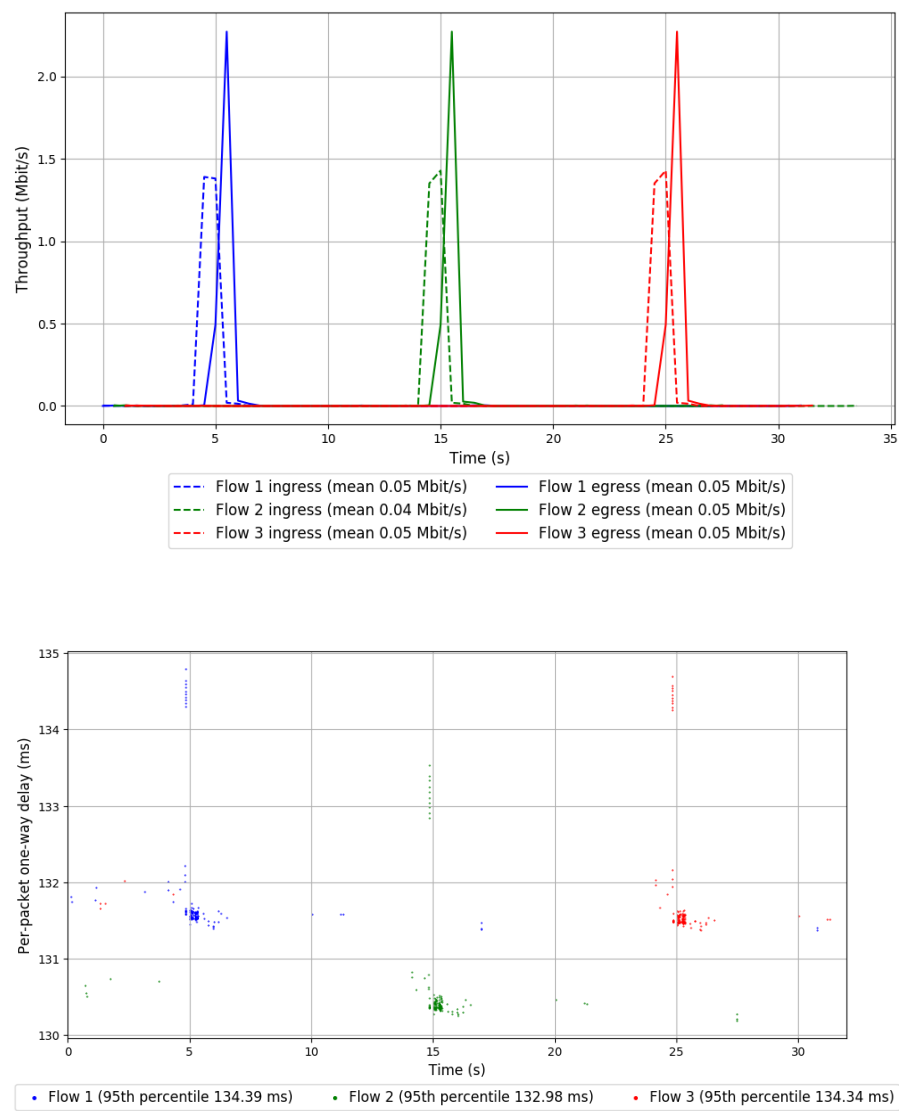 2.0
1.5
1.0
0.5
0.0
Throughput (Mbit/s)
0 5 10 15 20 25 30 35
Time (s)
Flow 1 ingress (mean 0.05 Mbit/s) Flow 1 egress (mean 0.05 Mbit/s)
Flow 2 ingress (mean 0.04 Mbit/s) Flow 2 egress (mean 0.05 Mbit/s)
Flow 3 ingress (mean 0.05 Mbit/s) Flow 3 egress (mean 0.05 Mbit/s)
135
134
133
132
131
130
Per-packet one-way delay (ms)
0 5 10 15 20 25 30
Time (s)
Flow 1 (95th percentile 134.39 ms) Flow 2 (95th percentile 132.98 ms) Flow 3 (95th percentile 134.34 ms)